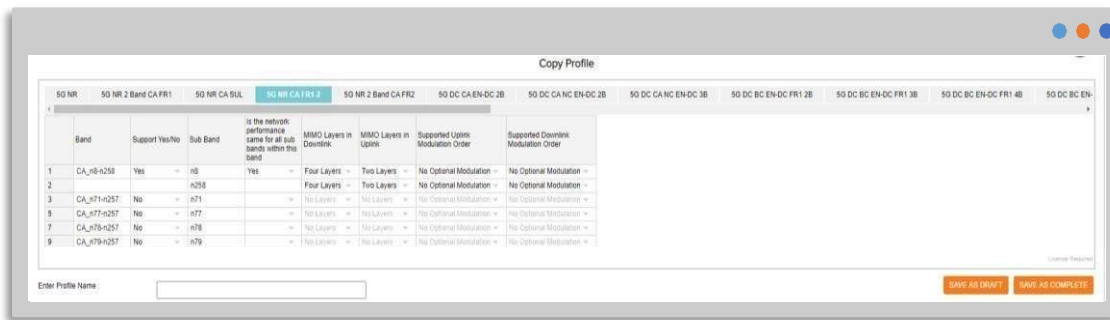 Copy Profile
5G NR 5G NR 2 Band CA FR1 5G NR CA SUL 5G NR CA FR1-2 5G NR 2 Band CA FR2 5G DC CA EN-DC 2B 5G DC CA NC EN-DC 2B 5G DC CA NC EN-DC 3B 5G DC BC EN-DC FR1 2B 5G DC BC EN-DC FR1 3B 5G DC BC EN-DC FR1 4B 5G DC BC EN-
Band Support Yes/No Sub Band Is the network performance same for all sub bands within this band MIMO Layers in Downlink MIMO Layers in Uplink Supported Uplink Modulation Order Supported Downlink Modulation Order
1 CA_n8-n258 Yes n8 Yes Four Layers Two Layers No Optional Modulation No Optional Modulation
2 n258 Four Layers Two Layers No Optional Modulation No Optional Modulation
3 CA_n71-n257 No n71 No Layers No Layers No Optional Modulation No Optional Modulation
5 CA_n77-n257 No n77 No Layers No Layers No Optional Modulation No Optional Modulation
7 CA_n78-n257 No n78 No Layers No Layers No Optional Modulation No Optional Modulation
9 CA_n79-n257 No n79 No Layers No Layers No Optional Modulation No Optional Modulation
License Required
Enter Profile Name :
SAVE AS DRAFT SAVE AS COMPLETE